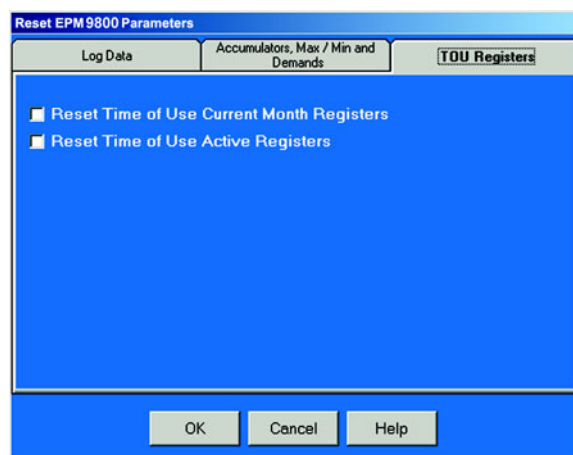 Reset EPM 9800 Parameters
Log Data
Accumulators, Max / Min and
Demands
TOU Registers
Reset Time of Use Current Month Registers
Reset Time of Use Active Registers
OK
Cancel
Help